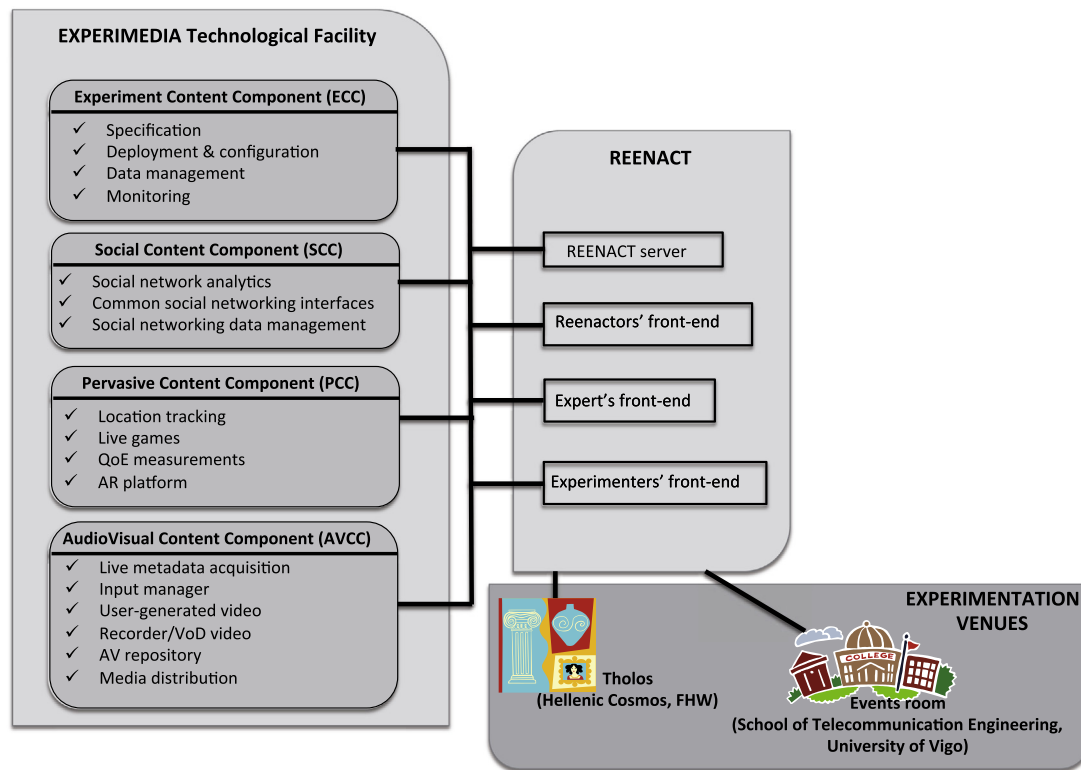 EXPERIMEDIA Technological Facility
Experiment Content Component (ECC)
✓ Specification
✓ Deployment & configuration
✓ Data management
✓ Monitoring
Social Content Component (SCC)
✓ Social network analytics
✓ Common social networking interfaces
✓ Social networking data management
Pervasive Content Component (PCC)
✓ Location tracking
✓ Live games
✓ QoE measurements
✓ AR platform
AudioVisual Content Component (AVCC)
✓ Live metadata acquisition
✓ Input manager
✓ User-generated video
✓ Recorder/VoD video
✓ AV repository
✓ Media distribution
REENACT
REENACT server
Reenactors' front-end
Expert's front-end
Experimenters' front-end
EXPERIMENTATION
VENUES
Tholos
(Hellenic Cosmos, FHW)
COLLEGE
Events room
(School of Telecommunication Engineering,
University of Vigo)